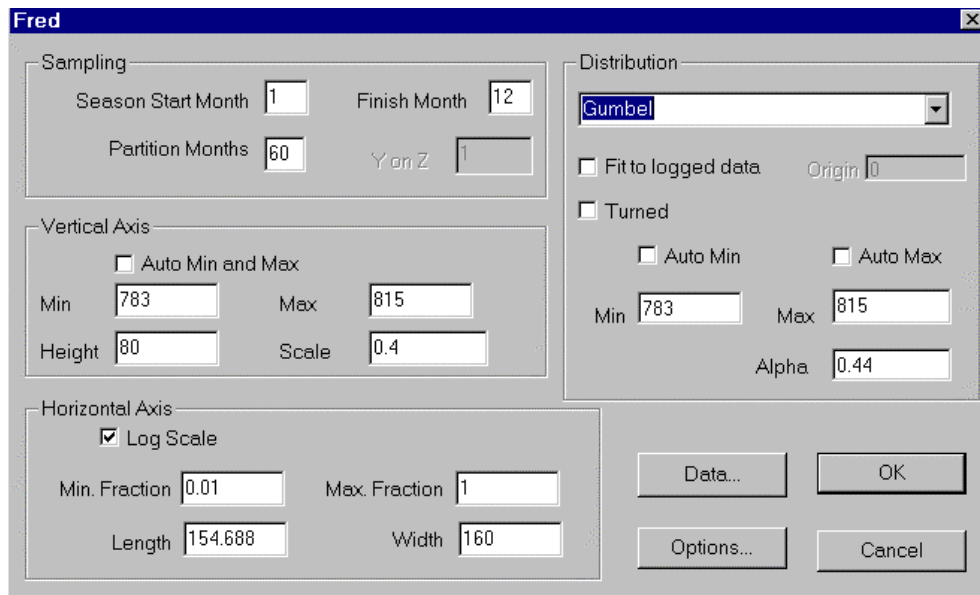 Fred
Sampling
Season Start Month 1 Finish Month 12
Partition Months 60 Y on Z 1
Vertical Axis
Auto Min and Max
Min 783 Max 815
Height 80 Scale 0.4
Horizontal Axis
Log Scale
Min. Fraction 0.01 Max. Fraction 1
Length 154.688 Width 160
Distribution
Gumbel
Fit to logged data Origin 0
Turned
Auto Min Auto Max
Min 783 Max 815
Alpha 0.44
Data... OK
Options... Cancel